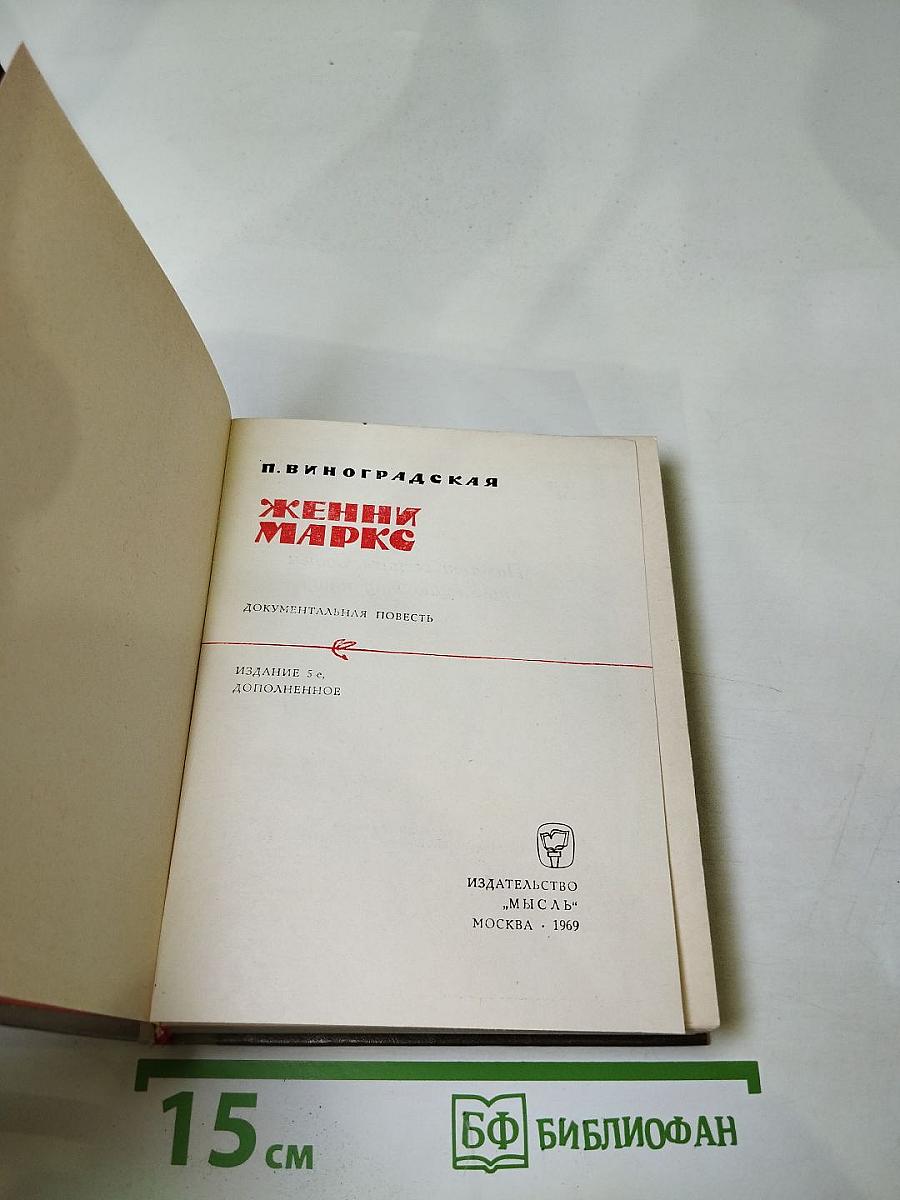 П. ВИНОГРАДСКАЯ
ЖЕННИ
МАРКС
ДОКУМЕНТАЛЬНАЯ ПОВЕСТЬ
ИЗДАНИЕ 5-е,
ДОПОЛНЕННОЕ
ИЗДАТЕЛЬСТВО
„МЫСЛЬ“
МОСКВА · 1969
15 см
БФ БИБЛИОФАН